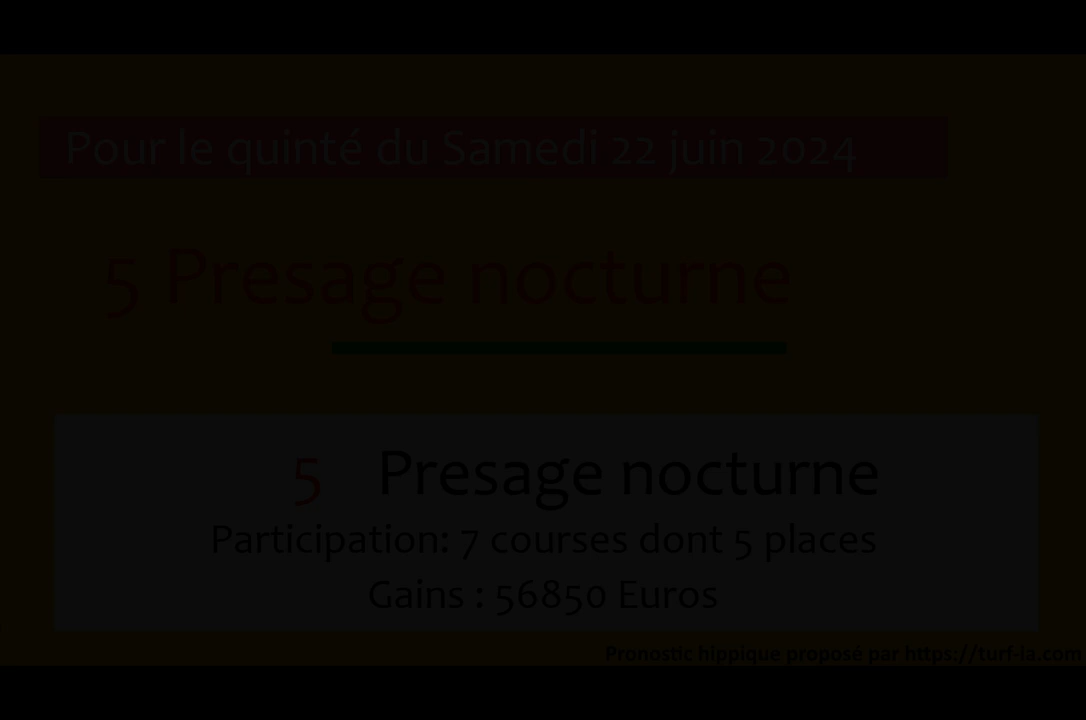 Pour le quinté du Samedi 22 juin 2024
5 Presage nocturne
5 Presage nocturne
Participation: 7 courses dont 5 places
Gains : 56850 Euros
Pronostic hippique proposé par https://turf-ia.com